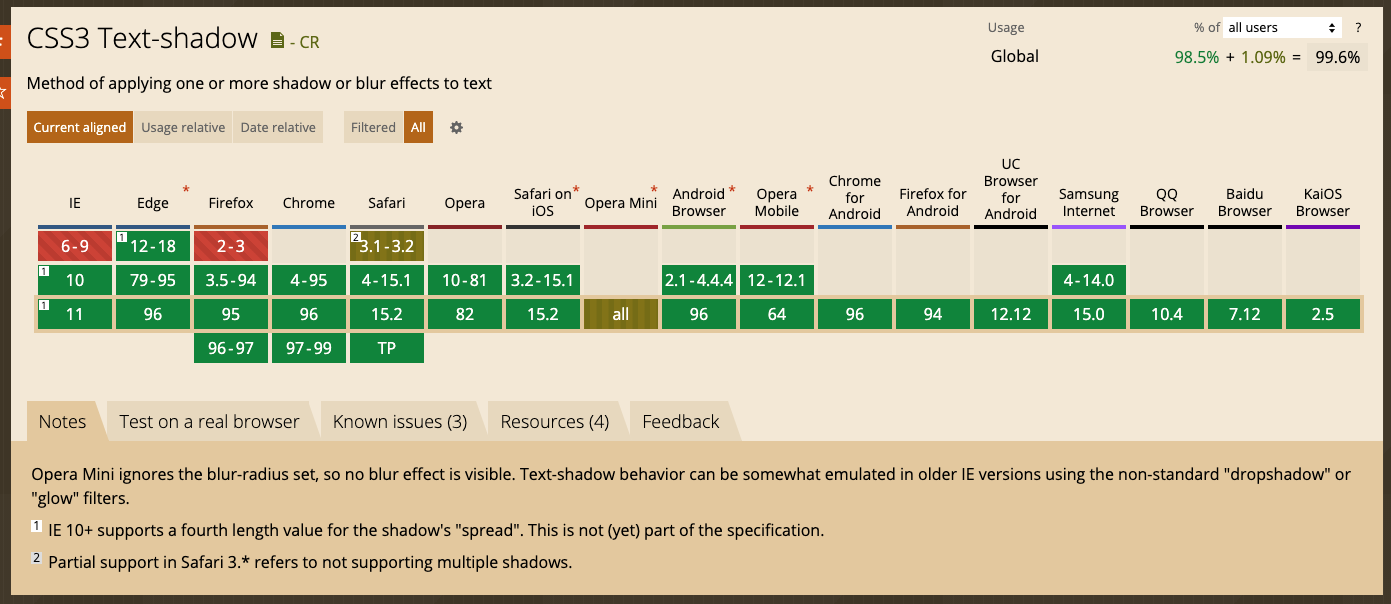 CSS3 Text-shadow - CR
Usage % of all users ?
Global 98.5% + 1.09% = 99.6%
Method of applying one or more shadow or blur effects to text
Current aligned Usage relative Date relative Filtered All
IE Edge * Firefox Chrome Safari Opera Safari on iOS * Opera Mini * Android Browser * Opera Mobile * Chrome for Android Firefox for Android UC Browser for Android Samsung Internet QQ Browser Baidu Browser KaiOS Browser
6-9 1 12-18 2-3 2 3.1-3.2
1 10 79-95 3.5-94 4-95 4-15.1 10-81 3.2-15.1 2.1-4.4.4 12-12.1 4-14.0
1 11 96 95 96 15.2 82 15.2 all 96 64 96 94 12.12 15.0 10.4 7.12 2.5
96-97 97-99 TP
Notes Test on a real browser Known issues (3) Resources (4) Feedback
Opera Mini ignores the blur-radius set, so no blur effect is visible. Text-shadow behavior can be somewhat emulated in older IE versions using the non-standard "dropshadow" or
"glow" filters.
1 IE 10+ supports a fourth length value for the shadow's "spread". This is not (yet) part of the specification.
2 Partial support in Safari 3.* refers to not supporting multiple shadows.